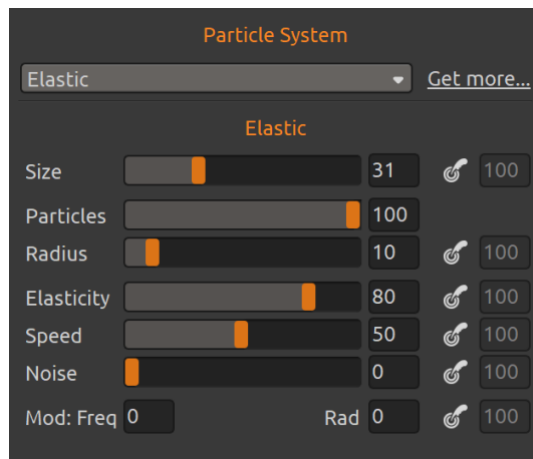 Particle System
Elastic Get more...
Elastic
Size 31 100
Particles 100
Radius 10 100
Elasticity 80 100
Speed 50 100
Noise 0 100
Mod: Freq 0 Rad 0 100